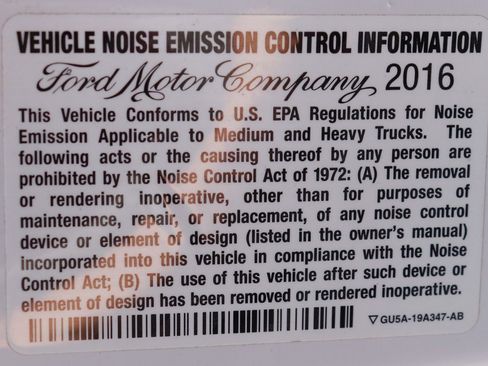 VEHICLE NOISE EMISSION CONTROL INFORMATION
Ford Motor Company 2016
This Vehicle Conforms to U.S. EPA Regulations for Noise
Emission Applicable to Medium and Heavy Trucks. The
following acts or the causing thereof by any person are
prohibited by the Noise Control Act of 1972: (A) The removal
or rendering inoperative, other than for purposes of
maintenance, repair, or replacement, of any noise control
device or element of design (listed in the owner's manual)
incorporated into this vehicle in compliance with the Noise
Control Act; (B) The use of this vehicle after such device or
element of design has been removed or rendered inoperative.
▽ GU5A-19A347-AB